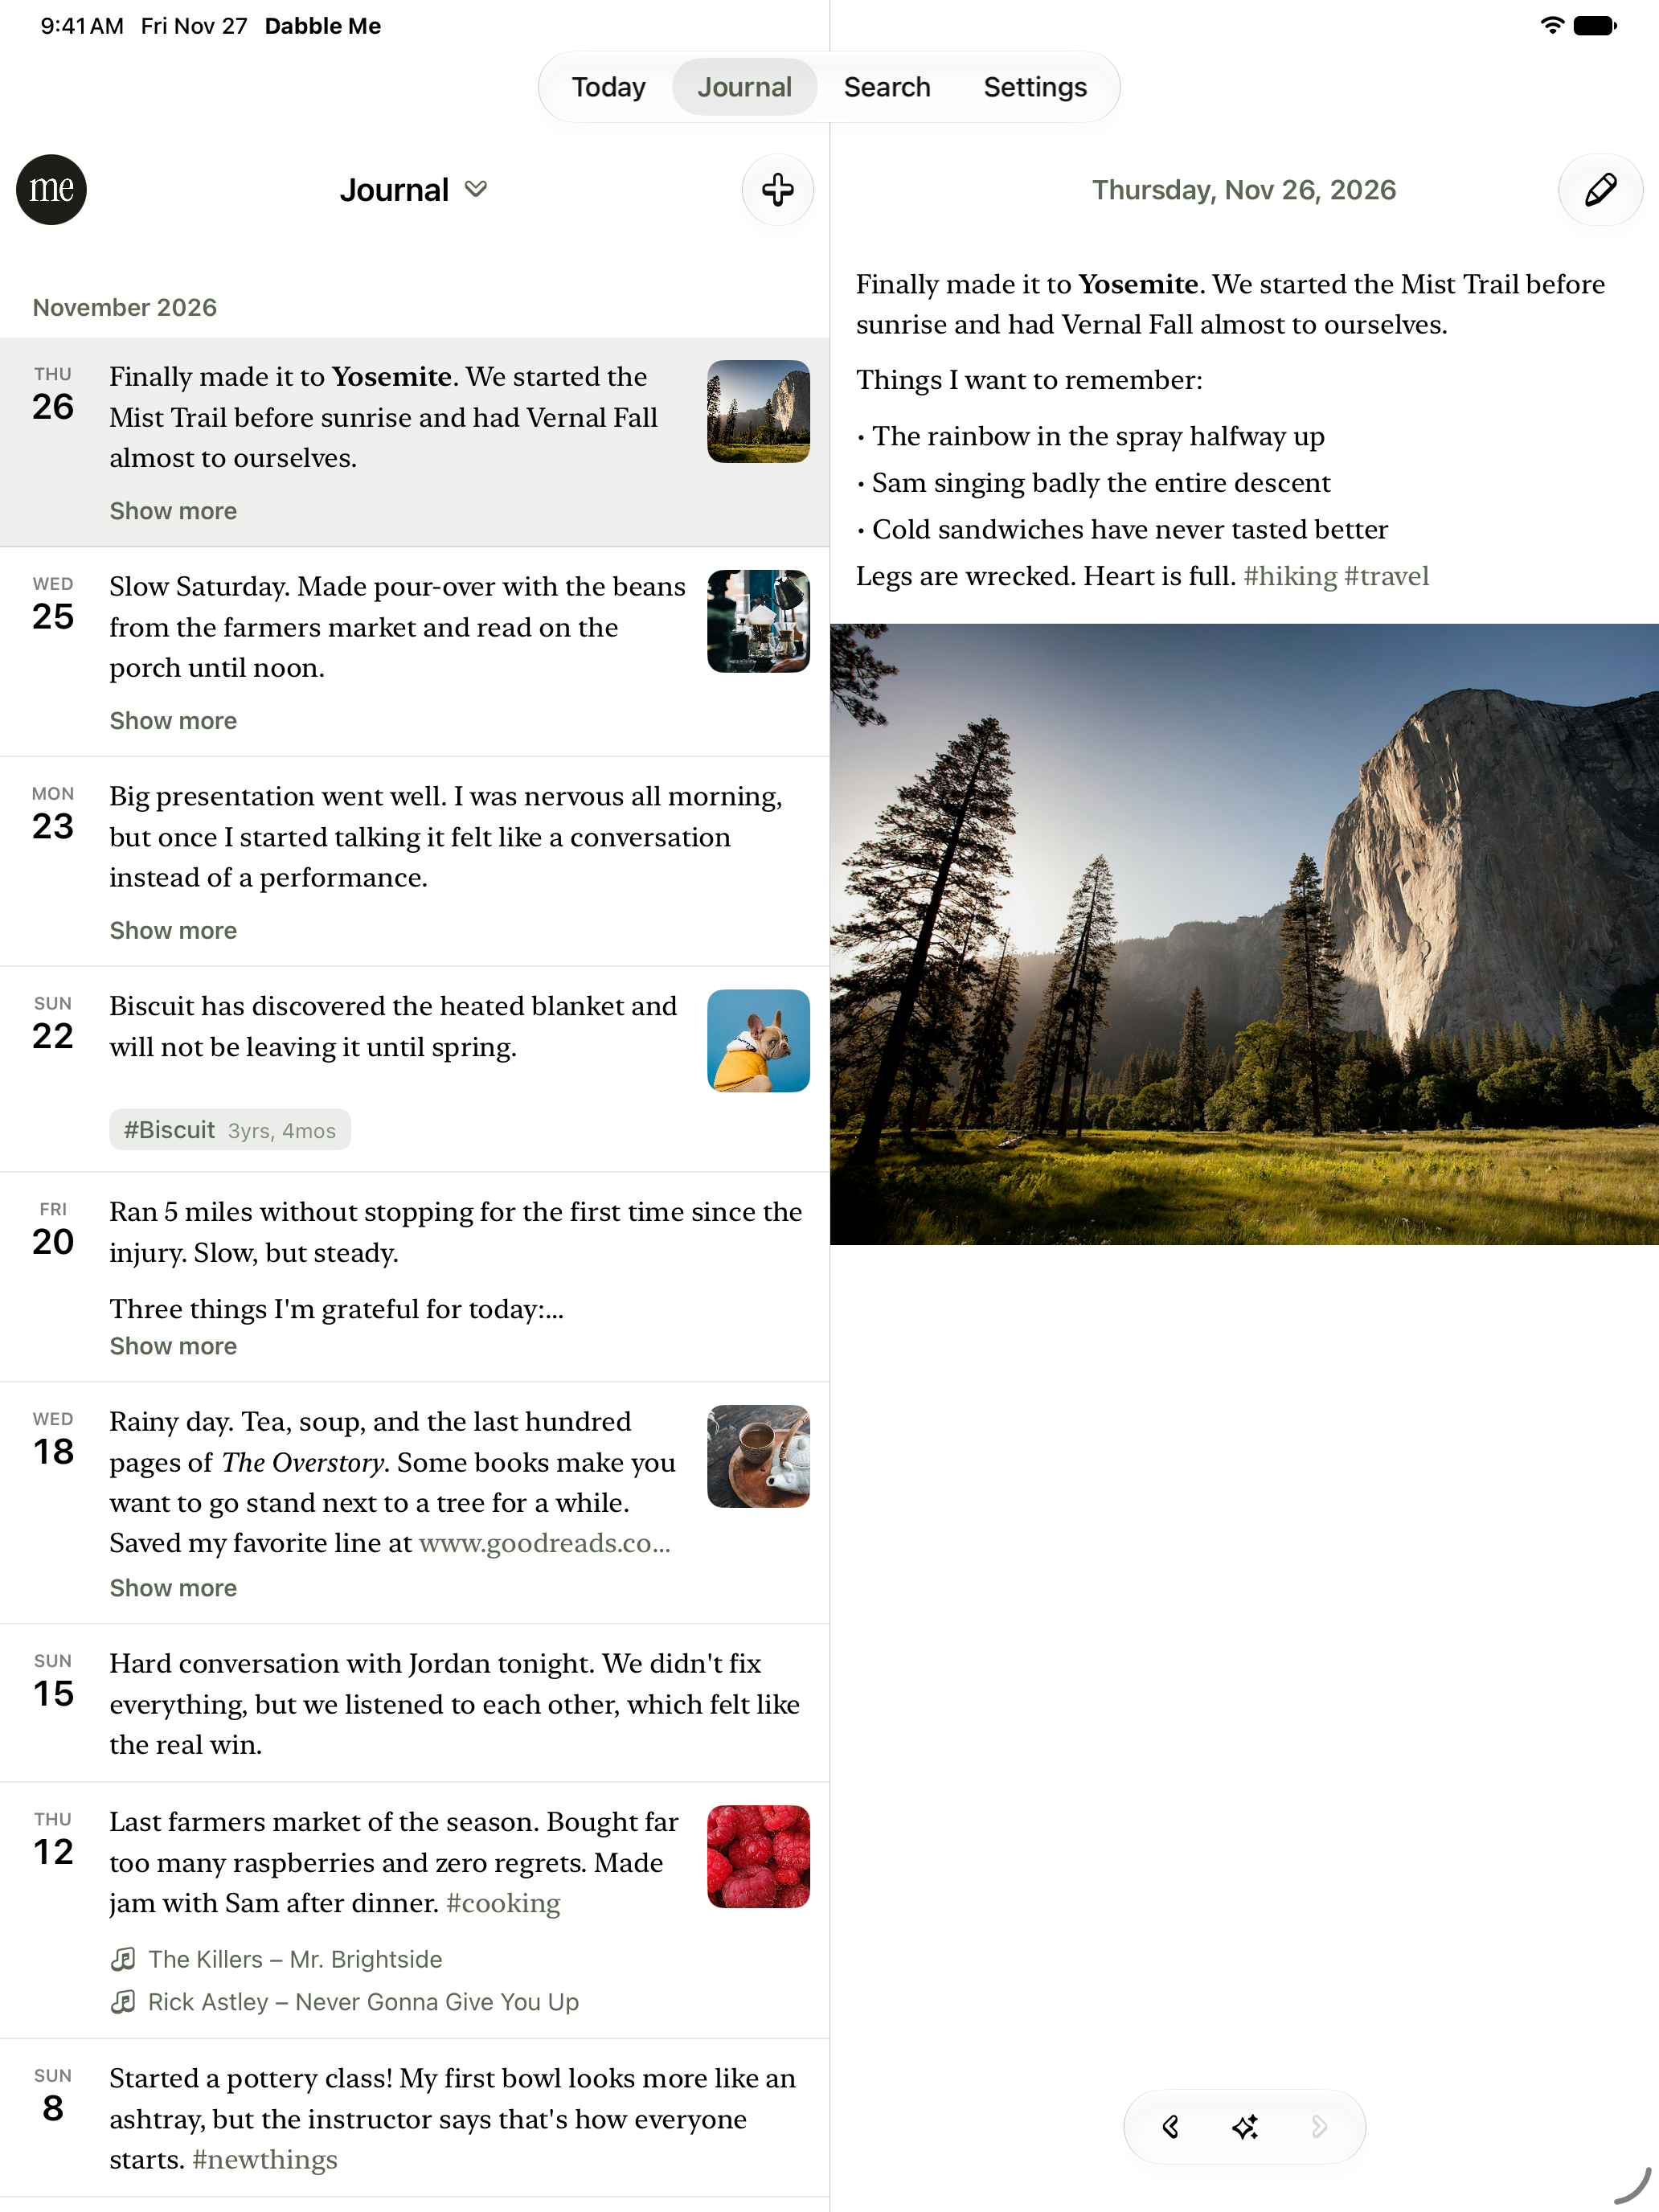 9:41 AM Fri Nov 27 Dabble Me
Today Journal Search Settings
me
Journal
November 2026
THU
26
Finally made it to Yosemite. We started the
Mist Trail before sunrise and had Vernal Fall
almost to ourselves.
Show more
WED
25
Slow Saturday. Made pour-over with the beans
from the farmers market and read on the
porch until noon.
Show more
MON
23
Big presentation went well. I was nervous all morning,
but once I started talking it felt like a conversation
instead of a performance.
Show more
SUN
22
Biscuit has discovered the heated blanket and
will not be leaving it until spring.
#Biscuit 3yrs, 4mos
FRI
20
Ran 5 miles without stopping for the first time since the
injury. Slow, but steady.
Three things I'm grateful for today:...
Show more
WED
18
Rainy day. Tea, soup, and the last hundred
pages of The Overstory. Some books make you
want to go stand next to a tree for a while.
Saved my favorite line at www.goodreads.co...
Show more
SUN
15
Hard conversation with Jordan tonight. We didn't fix
everything, but we listened to each other, which felt like
the real win.
THU
12
Last farmers market of the season. Bought far
too many raspberries and zero regrets. Made
jam with Sam after dinner. #cooking
The Killers – Mr. Brightside
Rick Astley – Never Gonna Give You Up
SUN
8
Started a pottery class! My first bowl looks more like an
ashtray, but the instructor says that's how everyone
starts. #newthings
Thursday, Nov 26, 2026
Finally made it to Yosemite. We started the Mist Trail before
sunrise and had Vernal Fall almost to ourselves.
Things I want to remember:
• The rainbow in the spray halfway up
• Sam singing badly the entire descent
• Cold sandwiches have never tasted better
Legs are wrecked. Heart is full. #hiking #travel